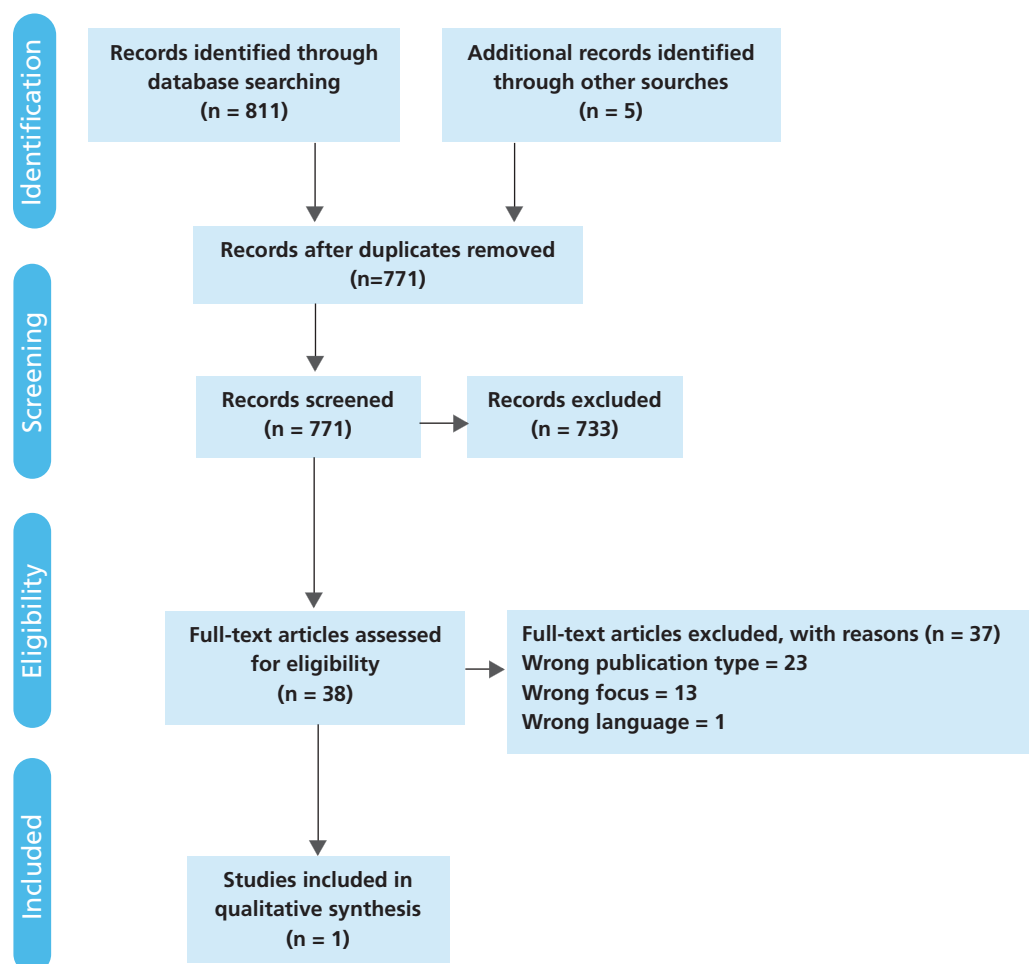 Identification
Records identified through
database searching
(n = 811)
Additional records identified
through other sourches
(n = 5)
Records after duplicates removed
(n=771)
Screening
Records screened
(n = 771)
Records excluded
(n = 733)
Eligibility
Full-text articles assessed
for eligibility
(n = 38)
Full-text articles excluded, with reasons (n = 37)
Wrong publication type = 23
Wrong focus = 13
Wrong language = 1
Included
Studies included in
qualitative synthesis
(n = 1)